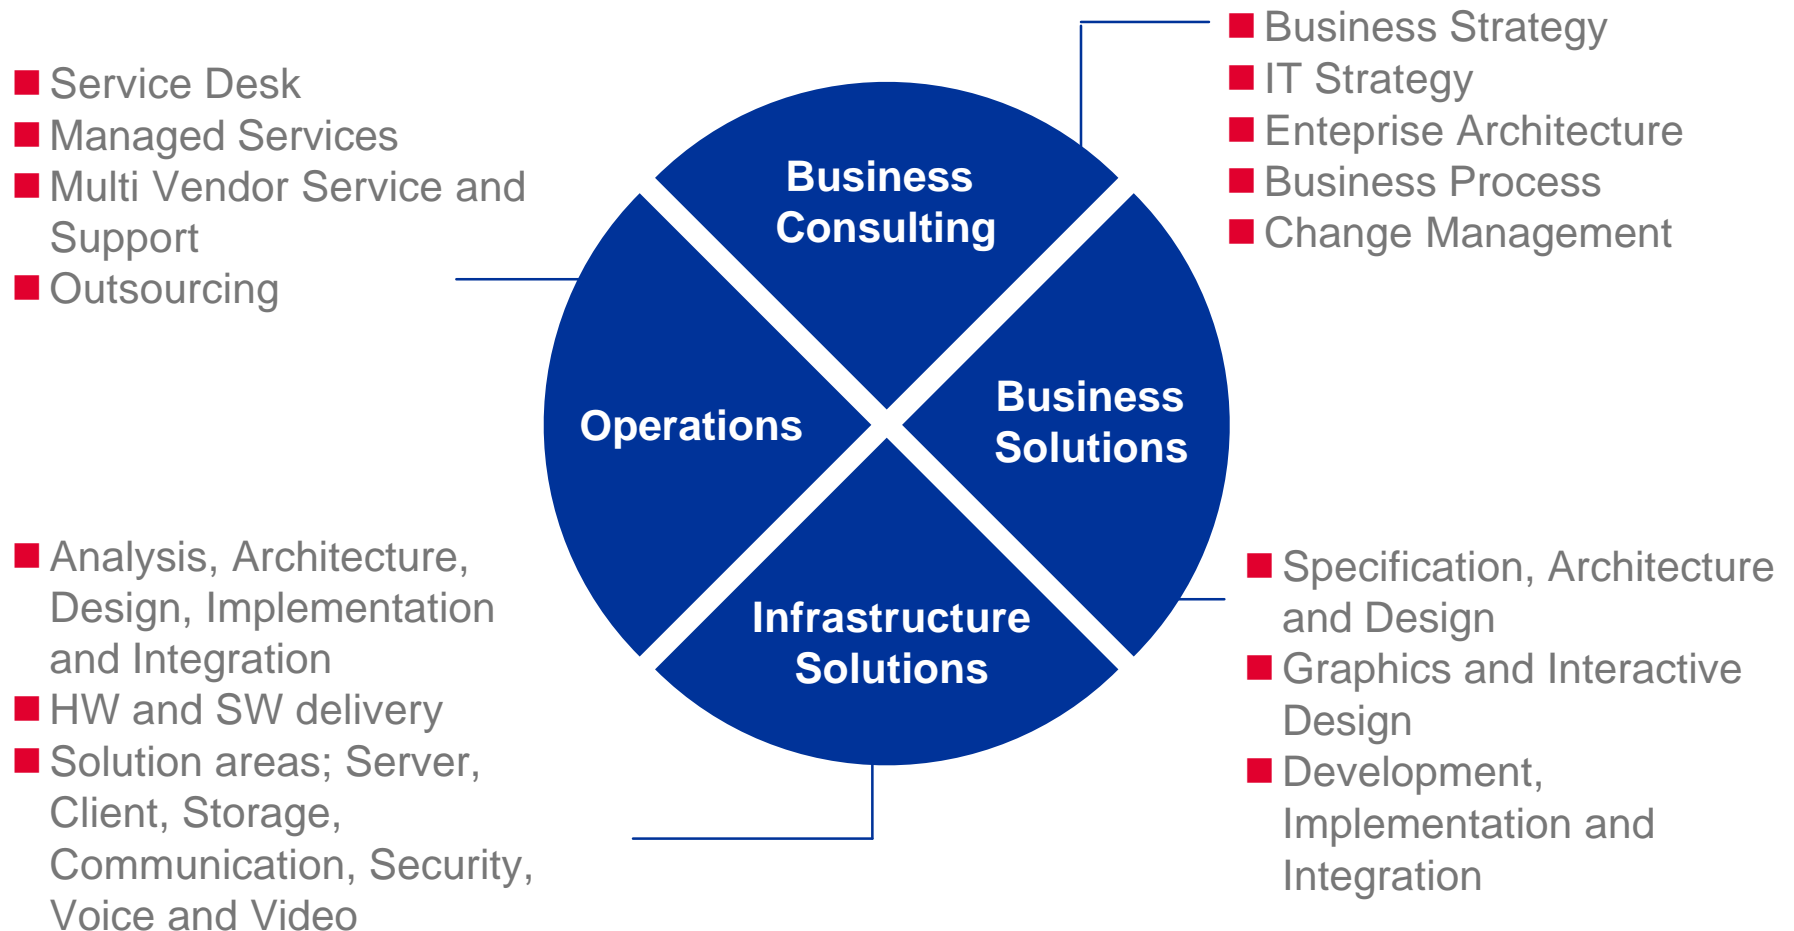 Service Desk
Managed Services
Multi Vendor Service and
Support
Outsourcing
Business Strategy
IT Strategy
Enteprise Architecture
Business Process
Change Management
Business
Consulting
Operations
Business
Solutions
Infrastructure
Solutions
Analysis, Architecture,
Design, Implementation
and Integration
HW and SW delivery
Solution areas; Server,
Client, Storage,
Communication, Security,
Voice and Video
Specification, Architecture
and Design
Graphics and Interactive
Design
Development,
Implementation and
Integration